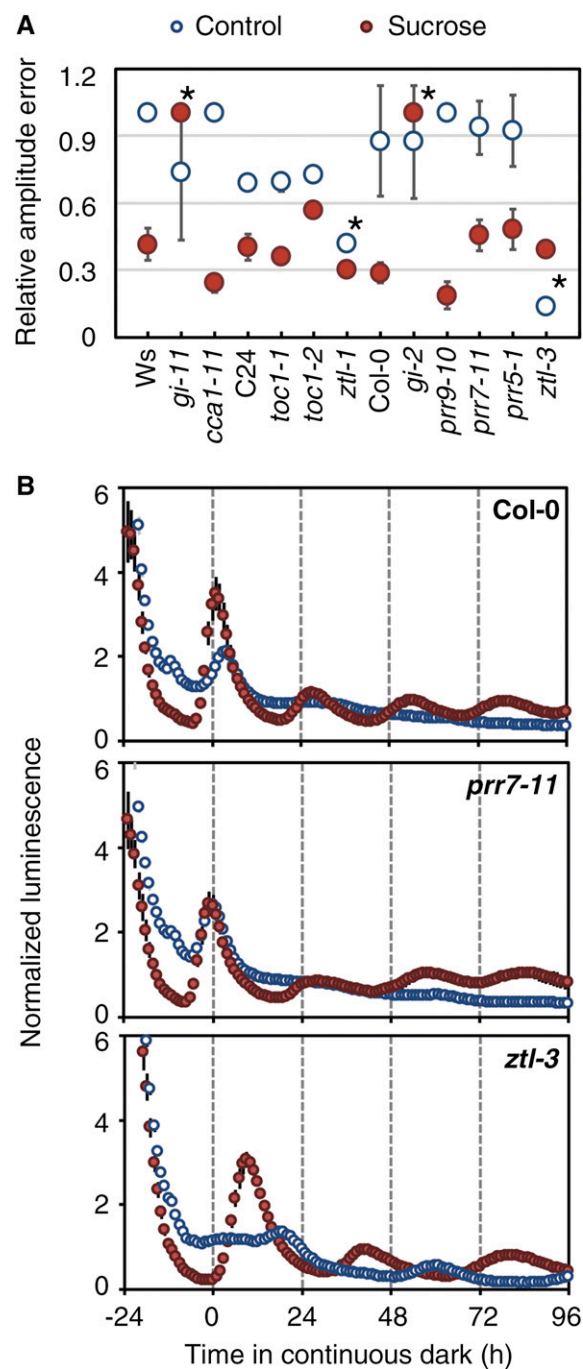 Control Sucrose
A
Relative amplitude error
1.2
0.9
0.6
0.3
0
Ws
gi-11
cca1-11
C24
toc1-1
toc1-2
ztl-1
Col-0
gi-2
prr9-10
prr7-11
prr5-1
ztl-3
* * * *
B
Normalized luminescence
Col-0
6
4
2
0
prr7-11
6
4
2
0
ztl-3
6
4
2
0
-24 0 24 48 72 96
Time in continuous dark (h)